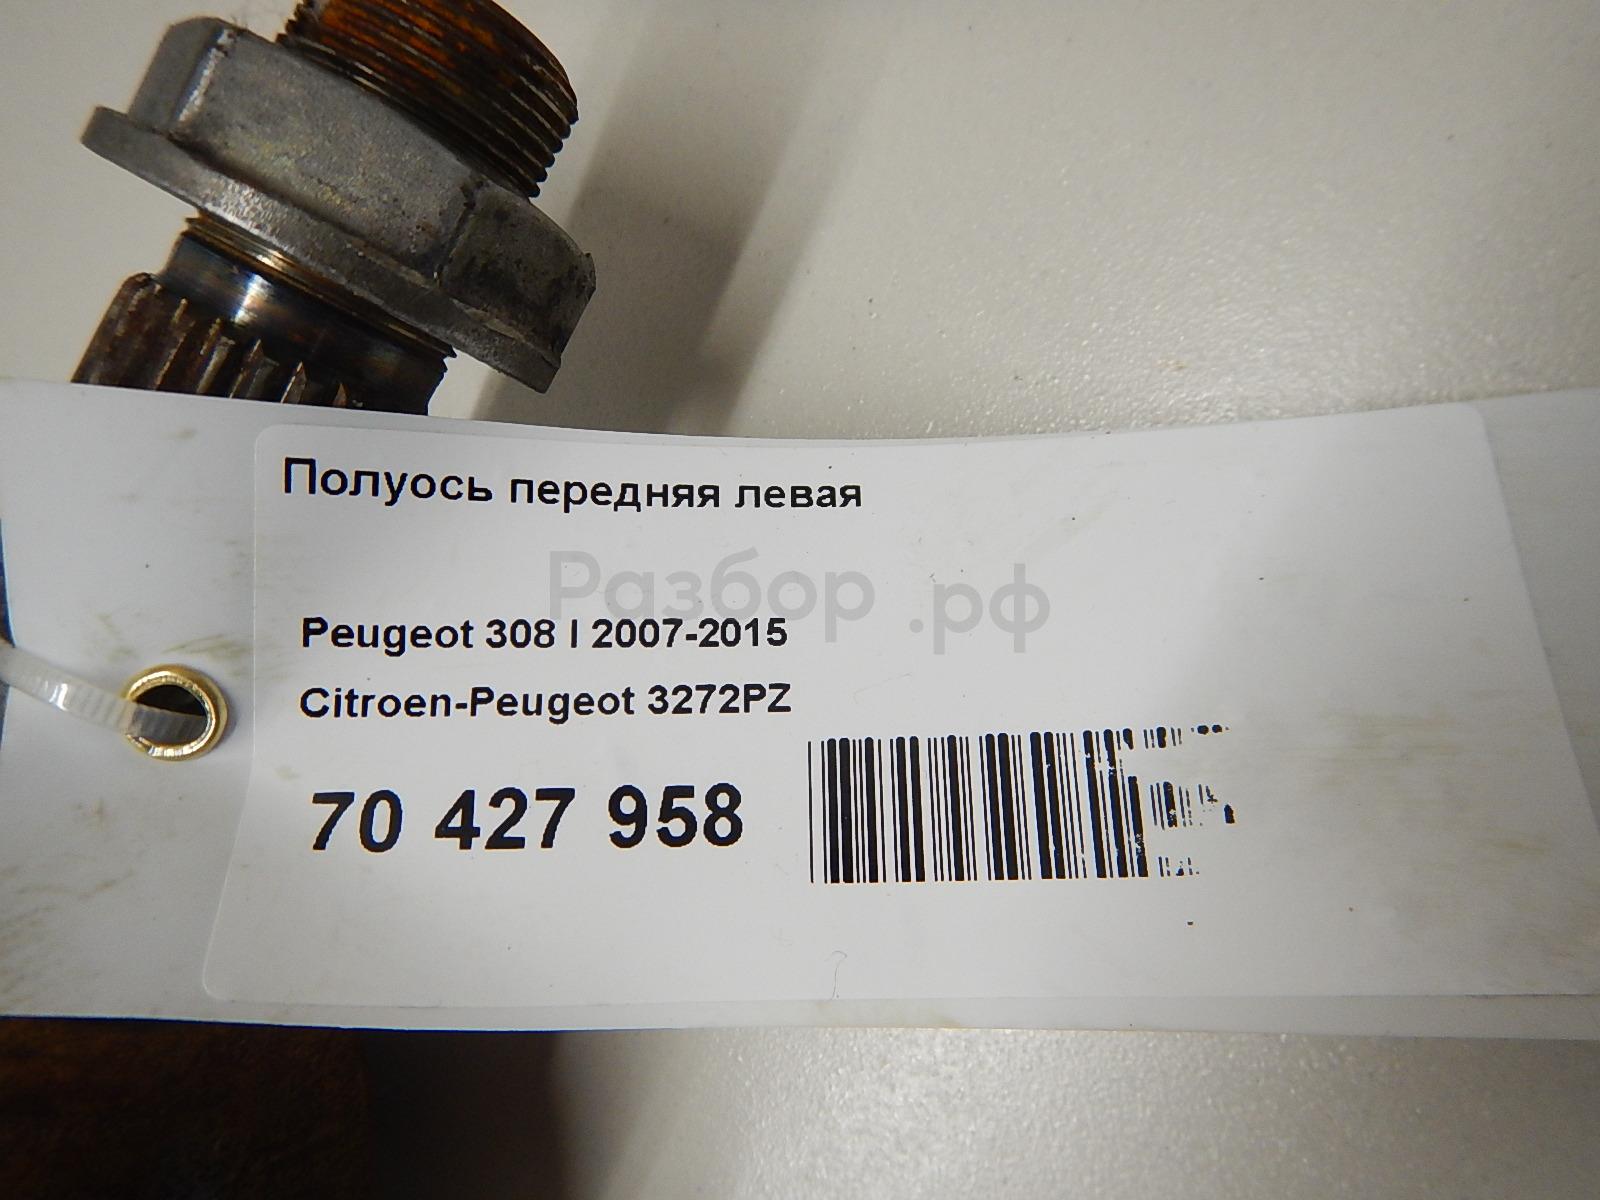 Полуось передняя левая
Разбор.рф
Peugeot 308 I 2007-2015
Citroen-Peugeot 3272PZ
70 427 958